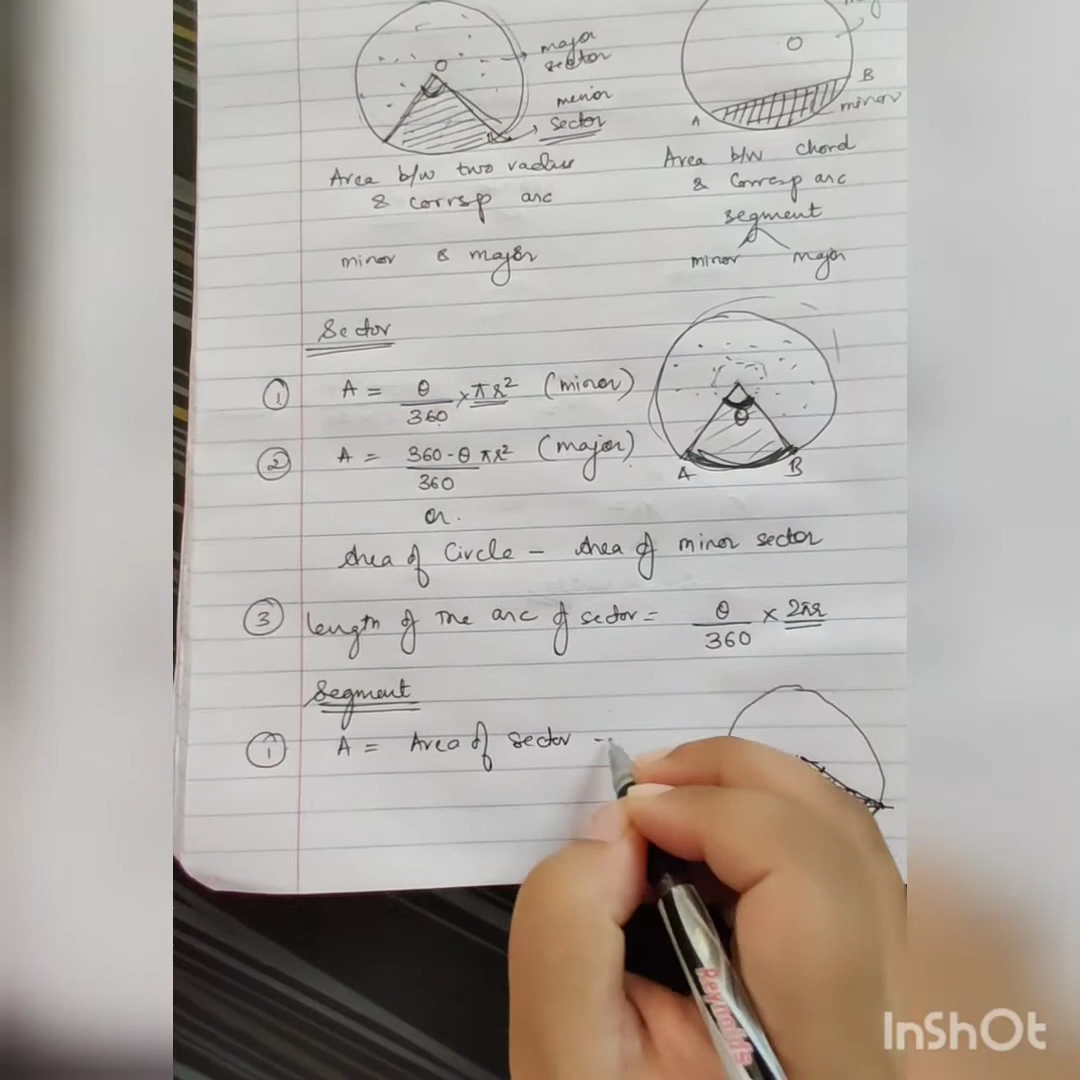 O
major
sector
minor
sector
Area b/w two radius
& corrsp arc
minor & major
O
B
minor
A
Area b/w chord
& Corresp arc
segment
minor major
Sector
① A = θ/360 × πr² (minor)
② A = 360-θ/360 πr² (major)
or.
Area of Circle - Area of minor sector
θ
A B
③ length of the arc of sector = θ/360 × 2πr
Segment
① A = Area of Sector -
Reynolds
InShOt